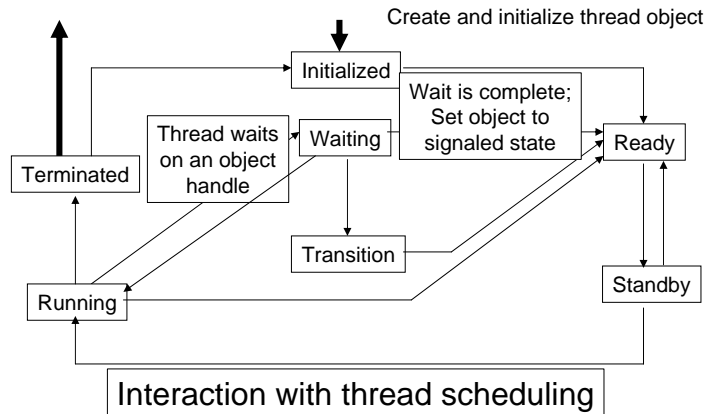 Create and initialize thread object
Initialized
Wait is complete;
Set object to
signaled state
Thread waits
on an object
handle
Waiting
Ready
Terminated
Transition
Running
Standby
Interaction with thread scheduling